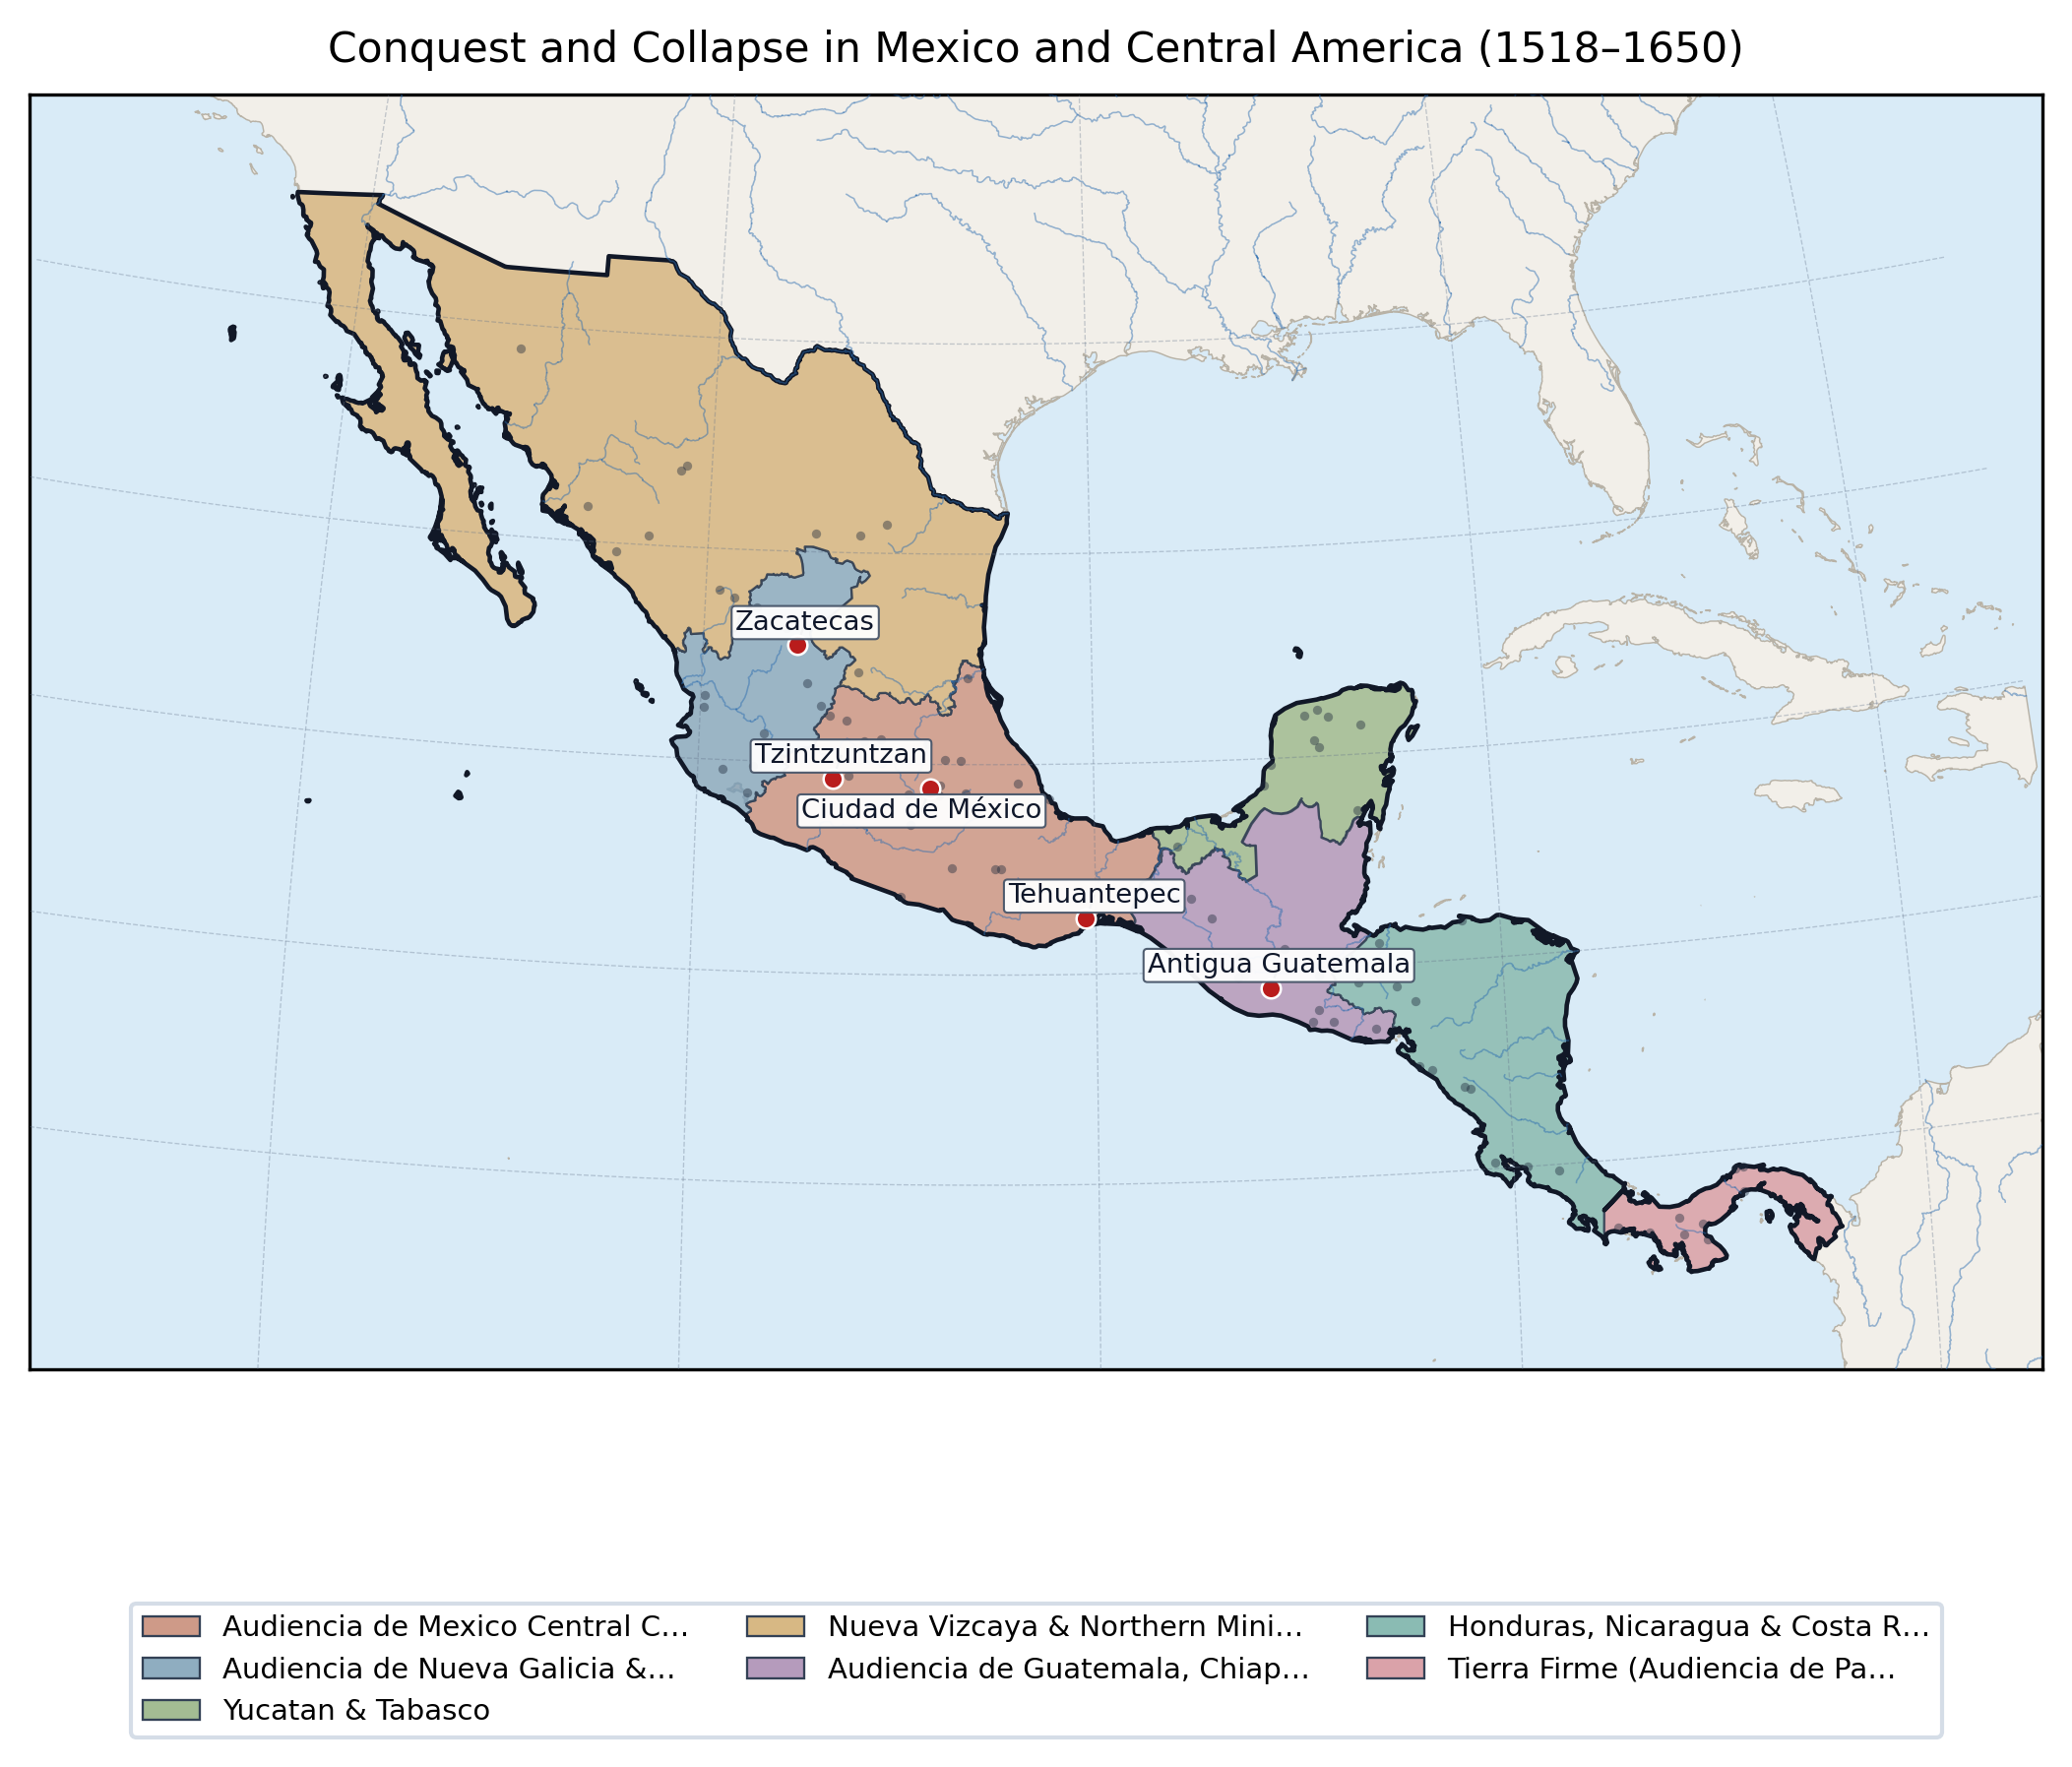 Conquest and Collapse in Mexico and Central America (1518–1650)
Zacatecas
Tzintzuntzan
Ciudad de México
Tehuantepec
Antigua Guatemala
Audiencia de Mexico Central C...
Audiencia de Nueva Galicia &...
Yucatan & Tabasco
Nueva Vizcaya & Northern Mini...
Audiencia de Guatemala, Chiap...
Honduras, Nicaragua & Costa R...
Tierra Firme (Audiencia de Pa...